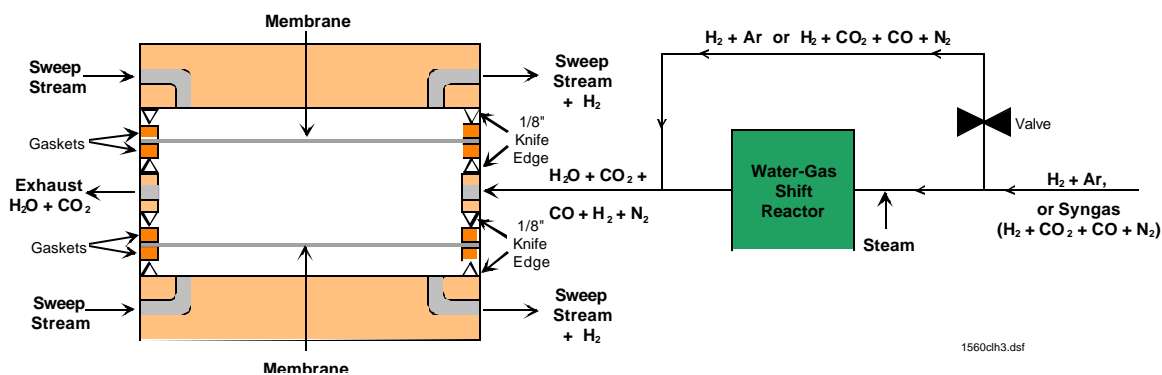 Membrane
Sweep
Stream
Sweep
Stream
+ H₂
Gaskets
1/8"
Knife
Edge
Exhaust
H₂O + CO₂
1/8"
Knife
Edge
Gaskets
Sweep
Stream
Sweep
Stream
+ H₂
Membrane
H₂ + Ar or H₂ + CO₂ + CO + N₂
Valve
H₂O + CO₂ +
CO + H₂ + N₂
Water-Gas
Shift
Reactor
Steam
H₂ + Ar,
or Syngas
(H₂ + CO₂ + CO + N₂)
1560clh3.dsf